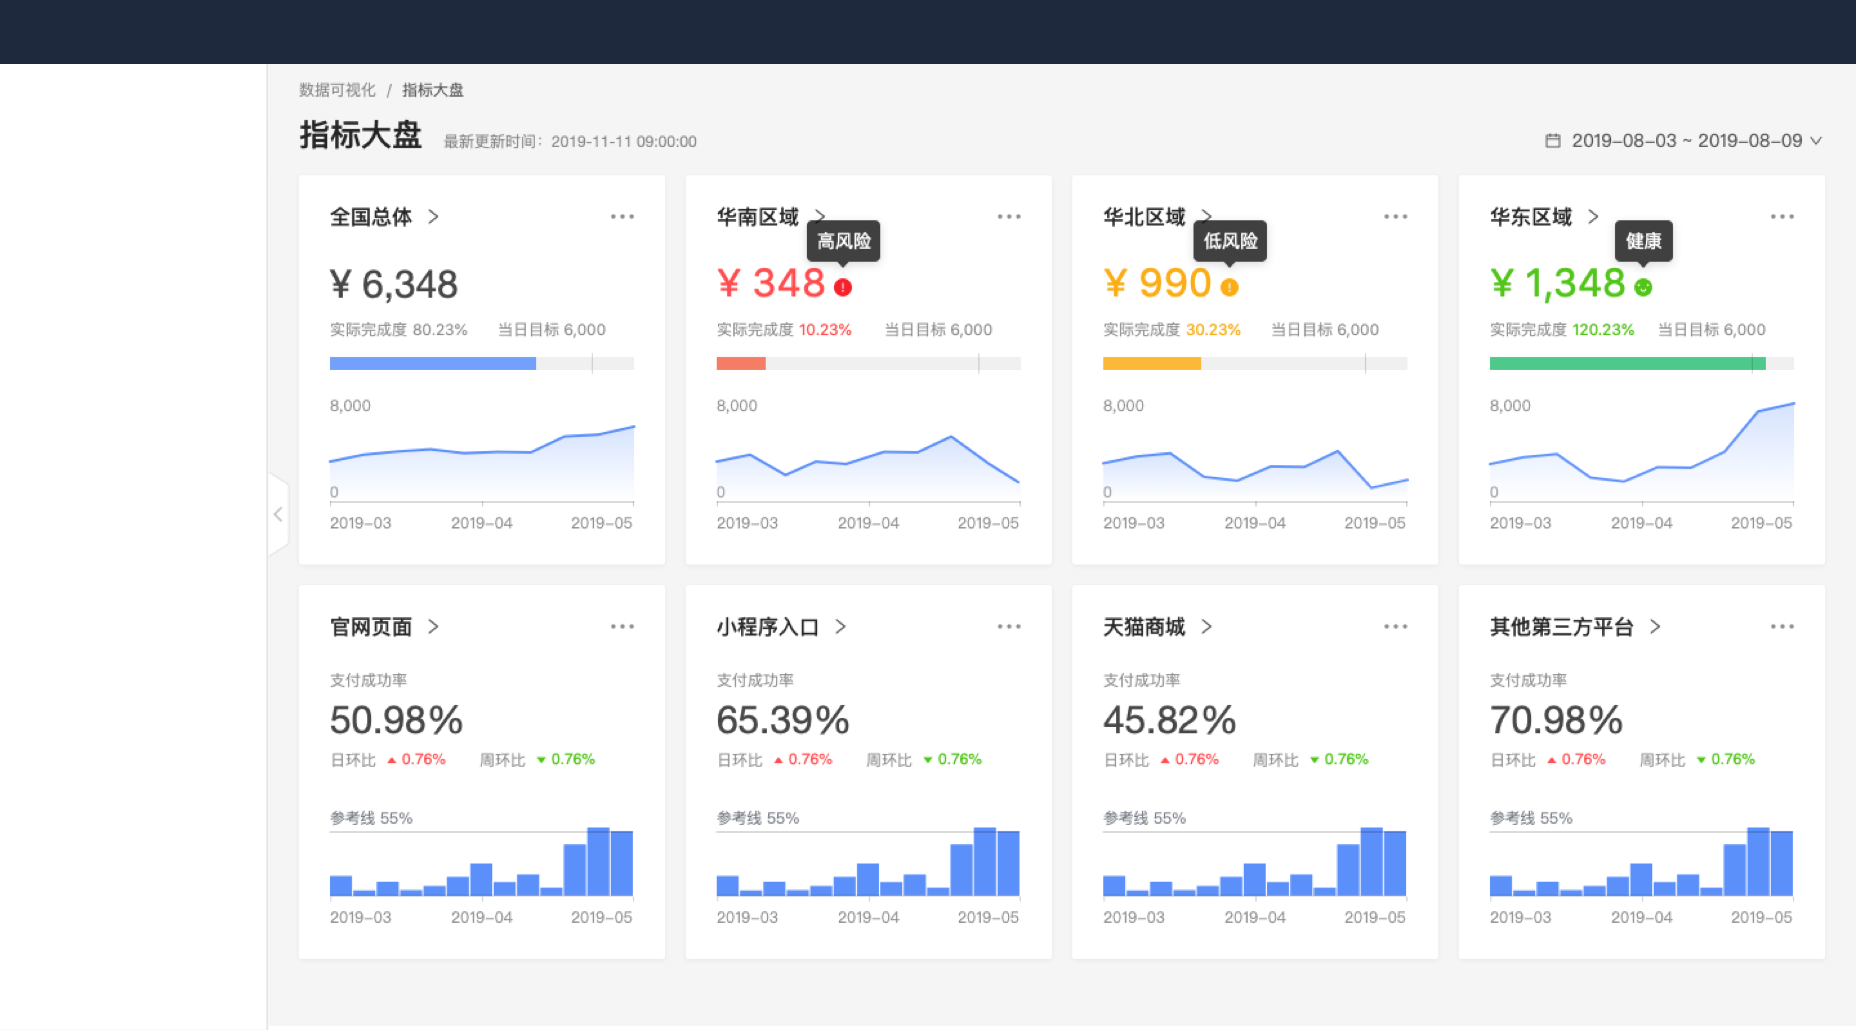 数据可视化 / 指标大盘
指标大盘 最新更新时间：2019-11-11 09:00:00
2019-08-03 ~ 2019-08-09
全国总体
¥ 6,348
实际完成度 80.23% 当日目标 6,000
8,000
0
2019-03 2019-04 2019-05
华南区域
高风险
¥ 348
实际完成度 10.23% 当日目标 6,000
8,000
0
2019-03 2019-04 2019-05
华北区域
低风险
¥ 990
实际完成度 30.23% 当日目标 6,000
8,000
0
2019-03 2019-04 2019-05
华东区域
健康
¥ 1,348
实际完成度 120.23% 当日目标 6,000
8,000
0
2019-03 2019-04 2019-05
官网页面
支付成功率
50.98%
日环比 0.76% 周环比 0.76%
参考线 55%
2019-03 2019-04 2019-05
小程序入口
支付成功率
65.39%
日环比 0.76% 周环比 0.76%
参考线 55%
2019-03 2019-04 2019-05
天猫商城
支付成功率
45.82%
日环比 0.76% 周环比 0.76%
参考线 55%
2019-03 2019-04 2019-05
其他第三方平台
支付成功率
70.98%
日环比 0.76% 周环比 0.76%
参考线 55%
2019-03 2019-04 2019-05